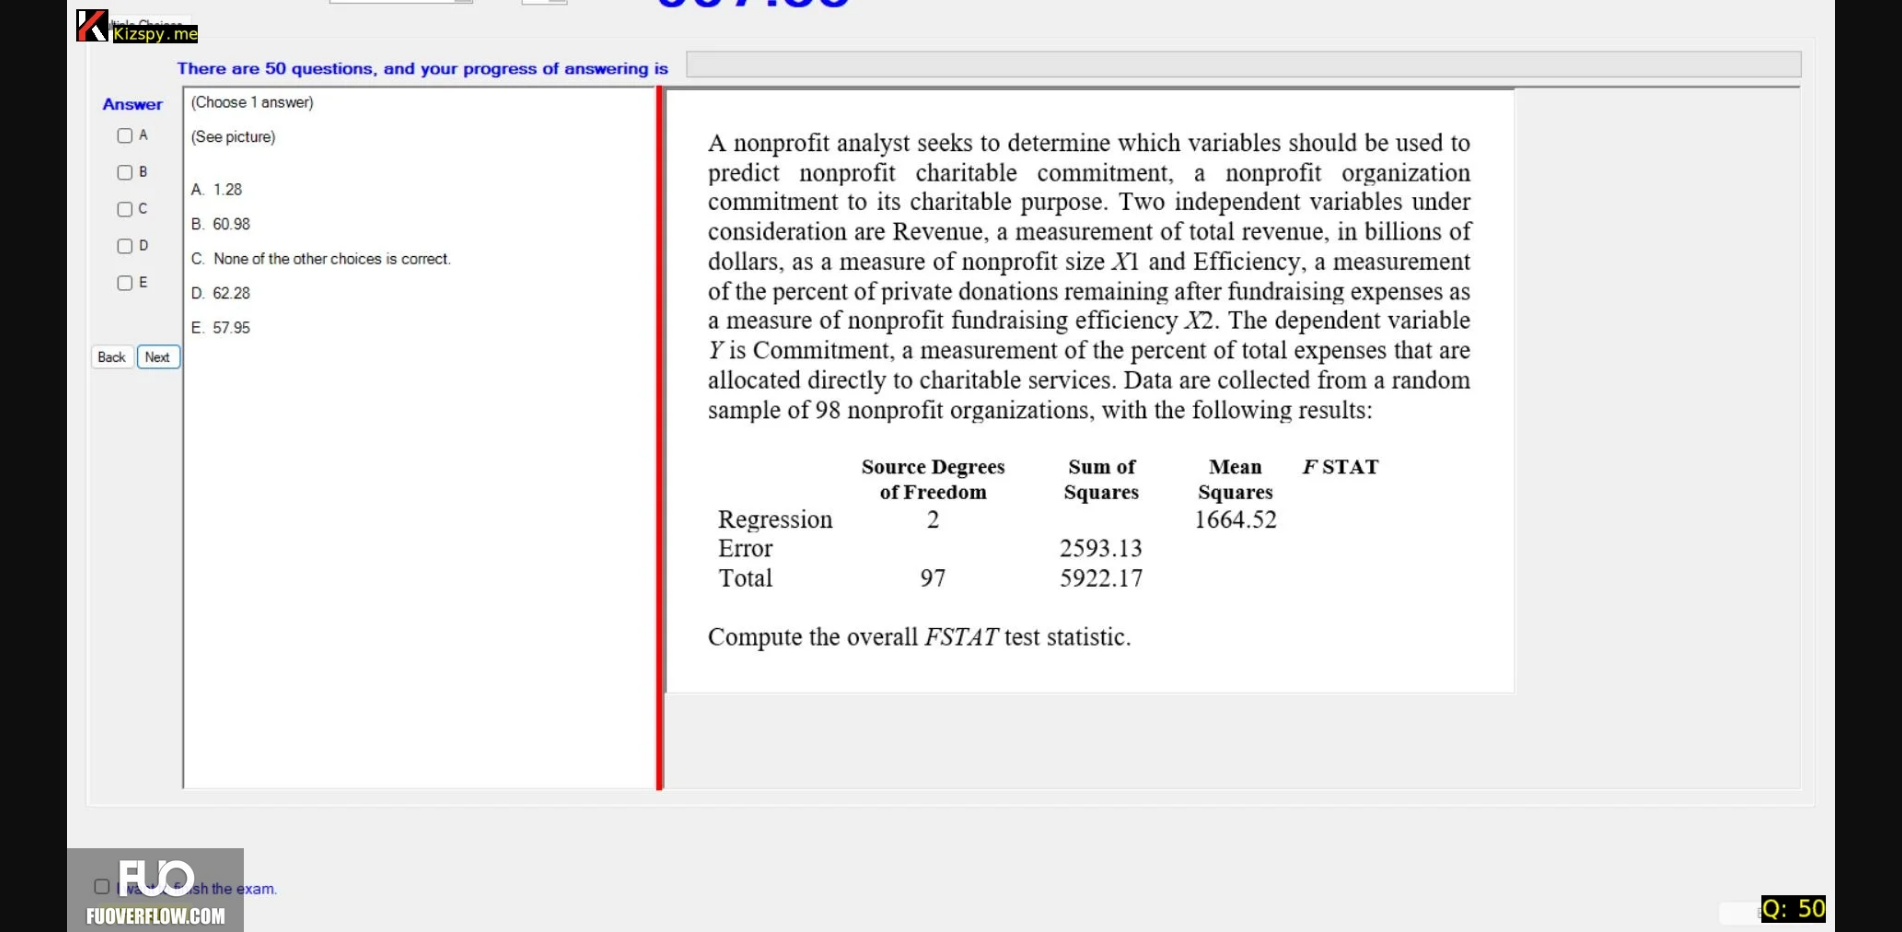 Kizspy.me
There are 50 questions, and your progress of answering is
Answer
A
B
C
D
E
Back
Next
(Choose 1 answer)
(See picture)
A. 1.28
B. 60.98
C. None of the other choices is correct.
D. 62.28
E. 57.95
A nonprofit analyst seeks to determine which variables should be used to
predict nonprofit charitable commitment, a nonprofit organization
commitment to its charitable purpose. Two independent variables under
consideration are Revenue, a measurement of total revenue, in billions of
dollars, as a measure of nonprofit size X1 and Efficiency, a measurement
of the percent of private donations remaining after fundraising expenses as
a measure of nonprofit fundraising efficiency X2. The dependent variable
Y is Commitment, a measurement of the percent of total expenses that are
allocated directly to charitable services. Data are collected from a random
sample of 98 nonprofit organizations, with the following results:
Source Degrees Sum of Mean F STAT
of Freedom Squares Squares
Regression 2 1664.52
Error 2593.13
Total 97 5922.17
Compute the overall FSTAT test statistic.
the exam.
FUO
FUOVERFLOW.COM
Q: 50